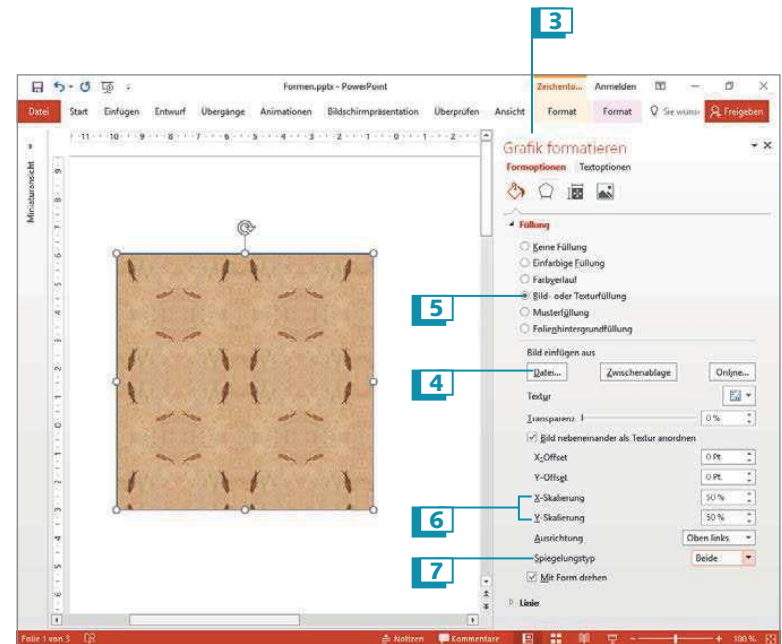 3
Formen.pptx - PowerPoint
Zeichento...
Anmelden
Datei
Start
Einfügen
Entwurf
Übergänge
Animationen
Bildschirmpräsentation
Überprüfen
Ansicht
Format
Format
Sie wüns
Freigeben
Miniaturansicht
Grafik formatieren
Formoptionen Textoptionen
Füllung
Keine Füllung
Einfarbige Füllung
Farbverlauf
5
Bild- oder Texturfüllung
Musterfüllung
Folienhintergrundfüllung
Bild einfügen aus
4
Datei... Zwischenablage Online...
Textur
Transparenz 0 %
Bild nebeneinander als Textur anordnen
X-Offset 0 Pt.
Y-Offset 0 Pt.
6
X-Skalierung 50 %
Y-Skalierung 50 %
Ausrichtung Oben links
7
Spiegelungstyp Beide
Mit Form drehen
Linie
Folie 1 von 3
Notizen
Kommentare
100 %